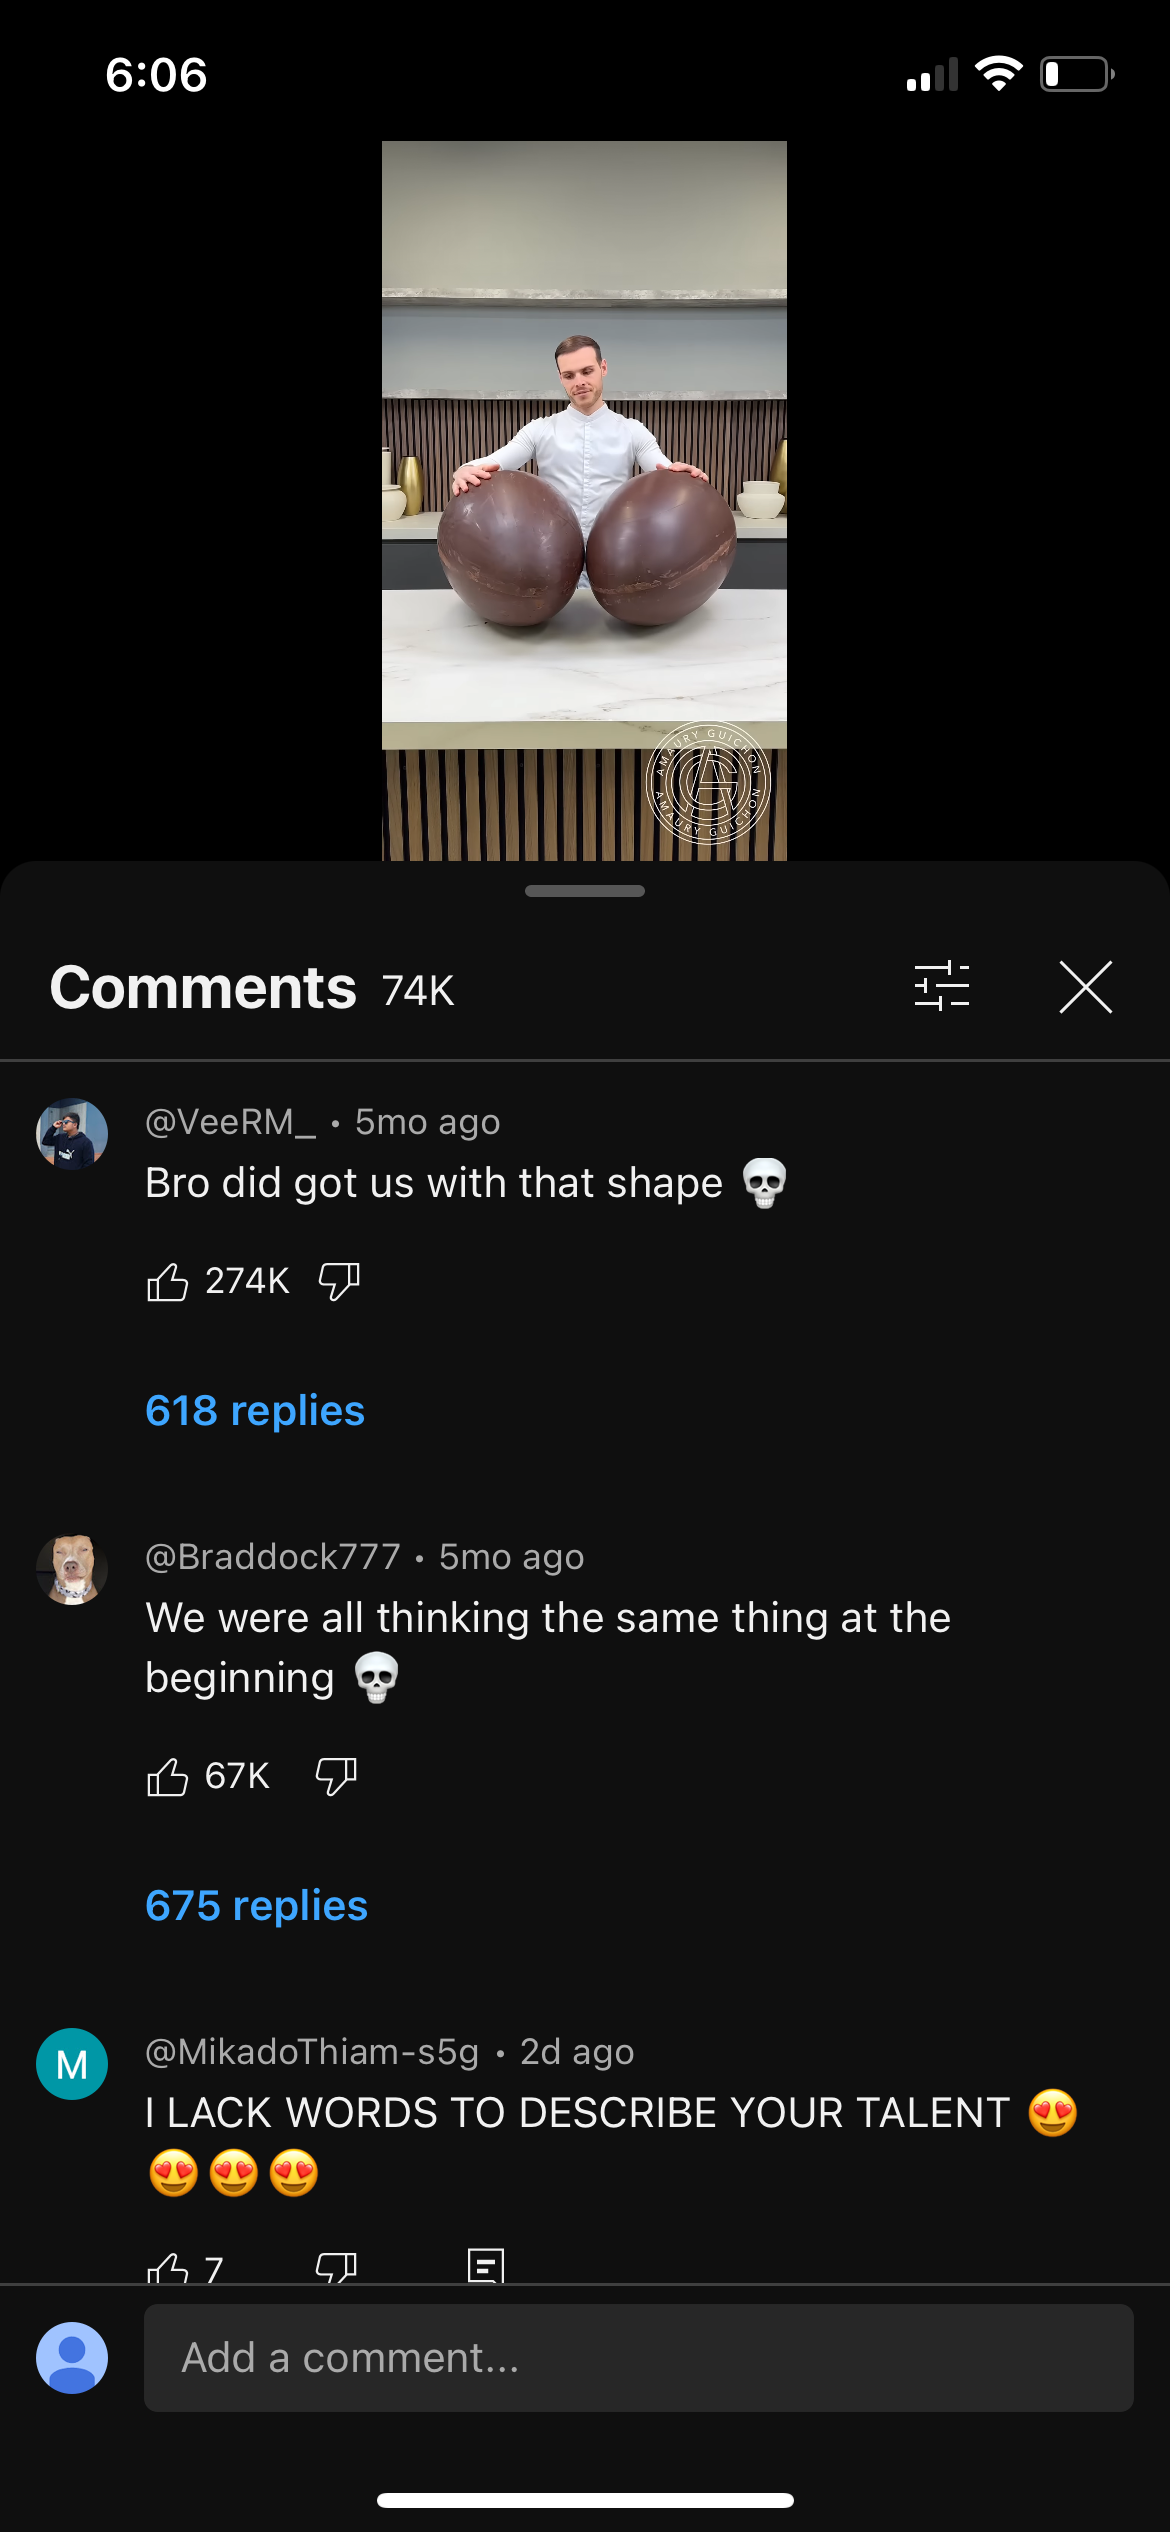 6:06
AMAURY GUICHON
AMAURY GUICHON
Comments 74K
@VeeRM_ • 5mo ago
Bro did got us with that shape 💀
274K
618 replies
@Braddock777 • 5mo ago
We were all thinking the same thing at the
beginning 💀
67K
675 replies
M
@MikadoThiam-s5g • 2d ago
I LACK WORDS TO DESCRIBE YOUR TALENT 😍
😍😍😍
7
Add a comment...